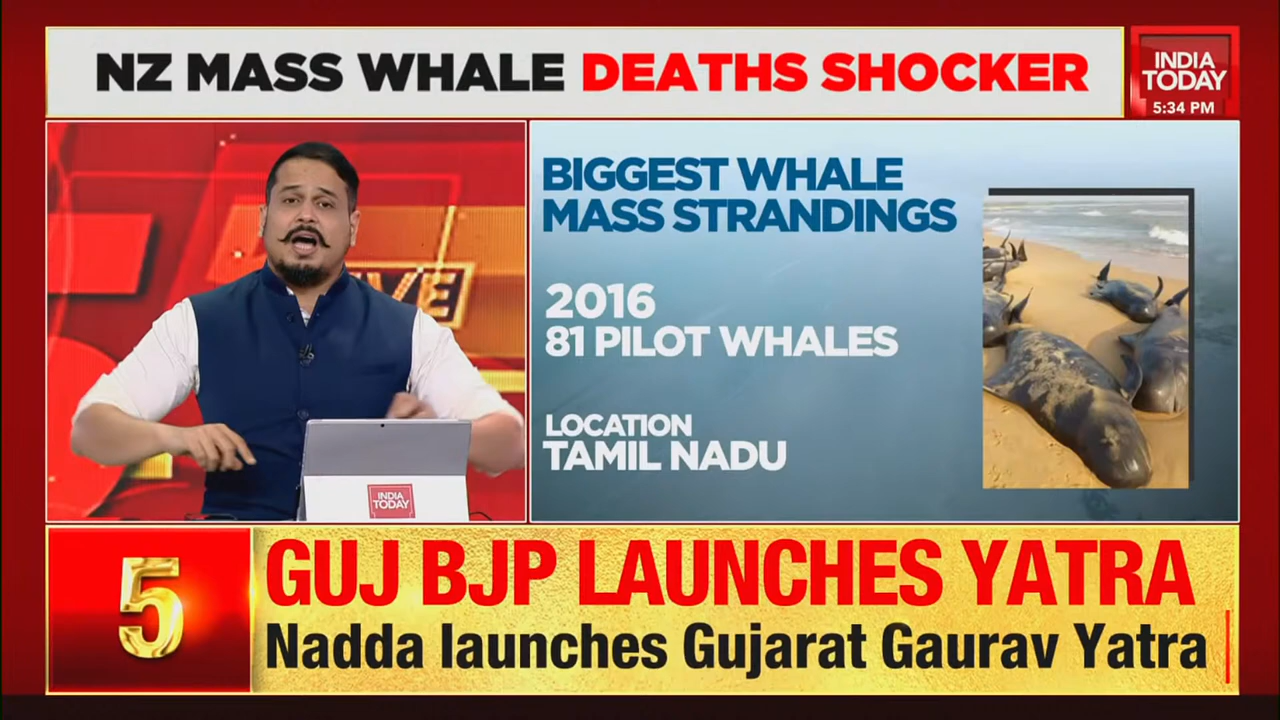 NZ MASS WHALE DEATHS SHOCKER
INDIA
TODAY
5:34 PM
BIGGEST WHALE
MASS STRANDINGS
2016
81 PILOT WHALES
LOCATION
TAMIL NADU
INDIA
TODAY
5
GUJ BJP LAUNCHES YATRA
Nadda launches Gujarat Gaurav Yatra